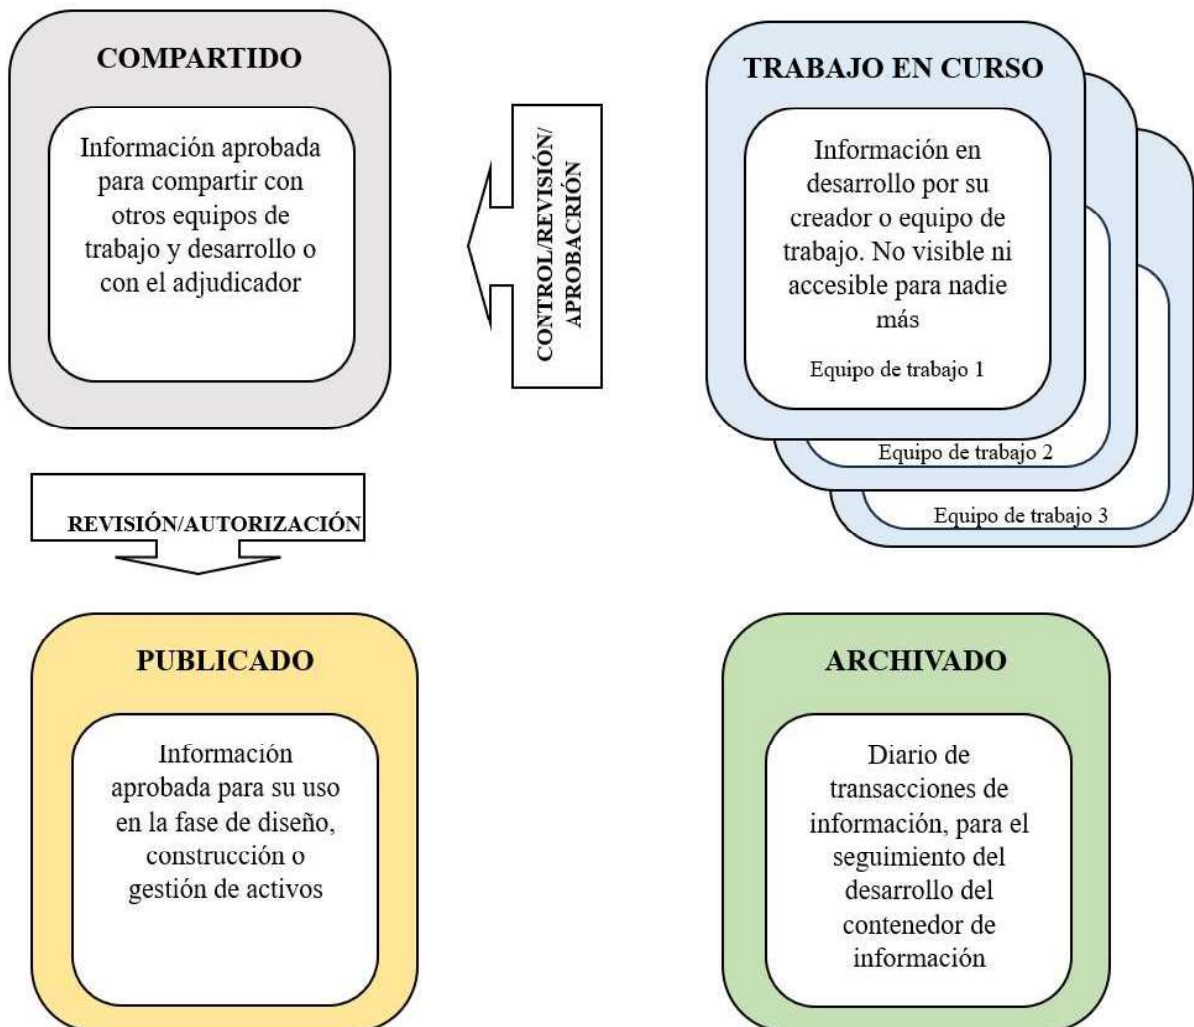 COMPARTIDO
Información aprobada
para compartir con
otros equipos de
trabajo y desarrollo o
con el adjudicador
CONTROL/REVISIÓN/
APROBACRIÓN
TRABAJO EN CURSO
Información en
desarrollo por su
creador o equipo de
trabajo. No visible ni
accesible para nadie
más
Equipo de trabajo 1
Equipo de trabajo 2
Equipo de trabajo 3
REVISIÓN/AUTORIZACIÓN
PUBLICADO
Información
aprobada para su uso
en la fase de diseño,
construcción o
gestión de activos
ARCHIVADO
Diario de
transacciones de
información, para el
seguimiento del
desarrollo del
contenedor de
información